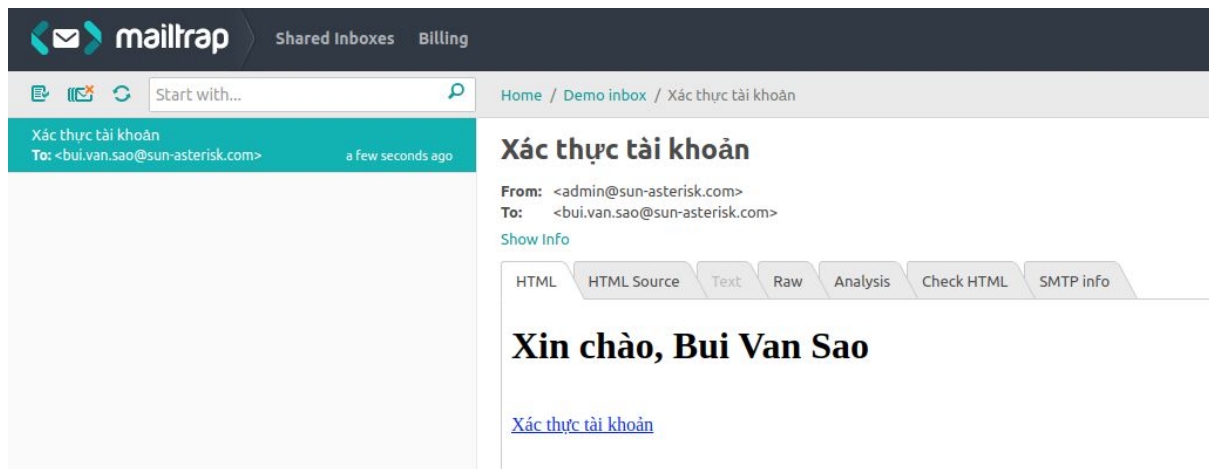 mailtrap
Shared Inboxes
Billing
Start with...
Home / Demo inbox / Xác thực tài khoản
Xác thực tài khoản
To: <bui.van.sao@sun-asterisk.com>
a few seconds ago
Xác thực tài khoản
From: <admin@sun-asterisk.com>
To: <bui.van.sao@sun-asterisk.com>
Show Info
HTML
HTML Source
Text
Raw
Analysis
Check HTML
SMTP info
Xin chào, Bui Van Sao
Xác thực tài khoản